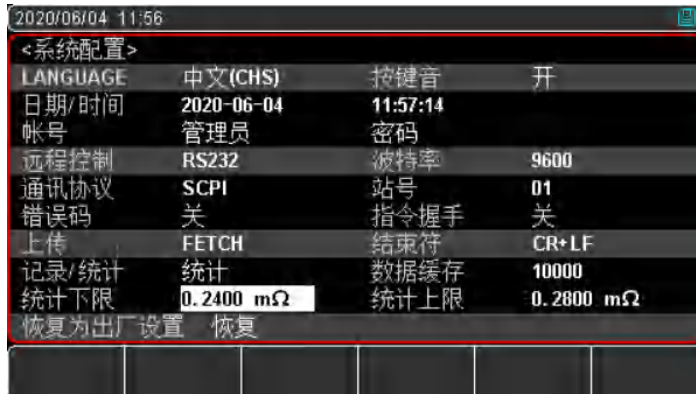 2020/06/04 11:56
<系统配置>
LANGUAGE 中文(CHS) 按键音 开
日期/时间 2020-06-04 11:57:14
帐号 管理员 密码
远程控制 RS232 波特率 9600
通讯协议 SCPI 站号 01
错误码 关 指令握手 关
上传 FETCH 结束符 CR+LF
记录/统计 统计 数据缓存 10000
统计下限 0.2400 mΩ 统计上限 0.2800 mΩ
恢复为出厂设置 恢复